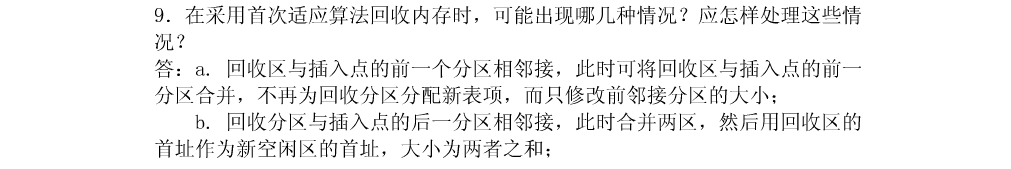 9．在采用首次适应算法回收内存时，可能出现哪几种情况？应怎样处理这些情
况？
答：a. 回收区与插入点的前一个分区相邻接，此时可将回收区与插入点的前一
分区合并，不再为回收分区分配新表项，而只修改前邻接分区的大小；
b. 回收分区与插入点的后一分区相邻接，此时合并两区，然后用回收区的
首址作为新空闲区的首址，大小为两者之和；